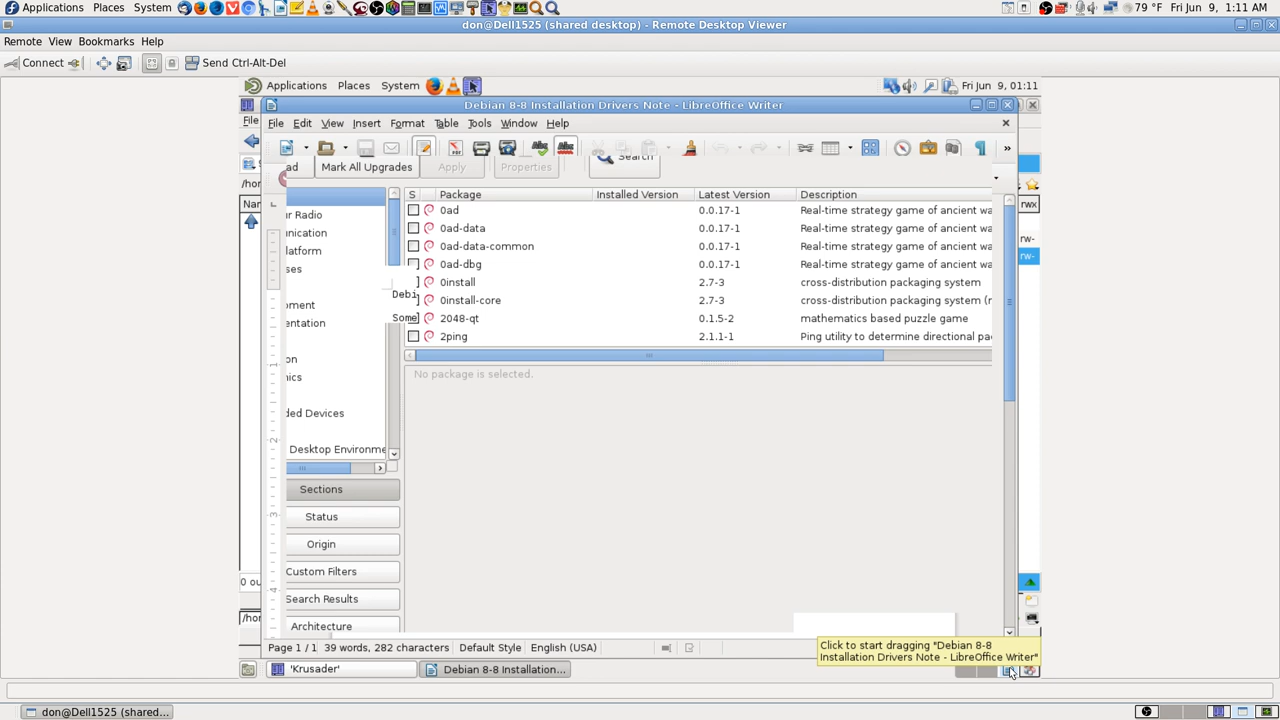 Applications Places System 79 °F Fri Jun 9, 1:11 AM
don@Dell1525 (shared desktop) - Remote Desktop Viewer
Remote View Bookmarks Help
Connect Send Ctrl-Alt-Del
Applications Places System Fri Jun 9, 01:11
Debian 8-8 Installation Drivers Note - LibreOffice Writer
File Edit View Insert Format Table Tools Window Help
Search
Mark All Upgrades Apply Properties
S Package Installed Version Latest Version Description
0ad 0.0.17-1 Real-time strategy game of ancient wa
0ad-data 0.0.17-1 Real-time strategy game of ancient wa
0ad-data-common 0.0.17-1 Real-time strategy game of ancient wa
0ad-dbg 0.0.17-1 Real-time strategy game of ancient wa
0install 2.7-3 cross-distribution packaging system
0install-core 2.7-3 cross-distribution packaging system (r
2048-qt 0.1.5-2 mathematics based puzzle game
2ping 2.1.1-1 Ping utility to determine directional pa
ur Radio
unication
latform
ses
Debi
oment
Some
entation
on
nics
ded Devices
Desktop Environme
No package is selected.
Sections
Status
Origin
Custom Filters
Search Results
Architecture
rwx
rw-
rw-
0 ou
/hor
Page 1 / 1 39 words, 282 characters Default Style English (USA)
Click to start dragging "Debian 8-8
Installation Drivers Note - LibreOffice Writer"
'Krusader' Debian 8-8 Installation...
don@Dell1525 (shared...